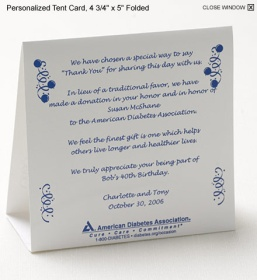 Personalized Tent Card, 4 3/4" x 5" Folded
CLOSE WINDOW
We have chosen a special way to say
"Thank You" for sharing this day with us.
In lieu of a traditional favor, we have
made a donation in your honor and in honor of
Susan McShane
to the American Diabetes Association.
We feel the finest gift is one which helps
others live longer and healthier lives.
We truly appreciate your being part of
Bob's 40th Birthday.
Charlotte and Tony
October 30, 2006
American Diabetes Association.
Cure • Care • Commitment
1-800-DIABETES • diabetes.org/donation